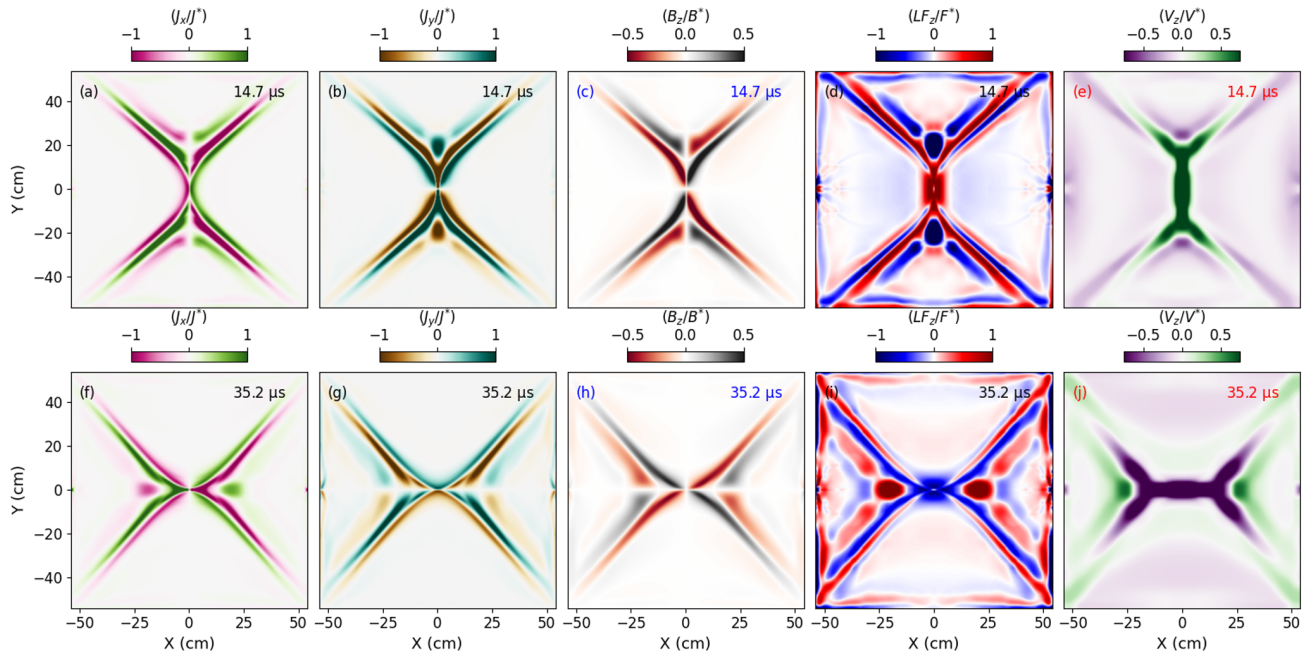 (J_x/J^*) (J_y/J^*) (B_z/B^*) (LF_z/F^*) (V_z/V^*)
−1 0 1 −1 0 1 −0.5 0.0 0.5 −1 0 1 0.0 0.5
(a) 14.7 μs (b) 14.7 μs (c) 14.7 μs (d) 14.7 μs (e) 14.7 μs
40
20
0
−20
−40
Y (cm)
(J_x/J^*) (J_y/J^*) (B_z/B^*) (LF_z/F^*) (V_z/V^*)
−1 0 1 −1 0 1 −0.5 0.0 0.5 −1 0 1 0.0 0.5
(f) 35.2 μs (g) 35.2 μs (h) 35.2 μs (i) 35.2 μs (j) 35.2 μs
40
20
0
−20
−40
Y (cm)
−50 −25 0 25 50 −50 −25 0 25 50 −50 −25 0 25 50 −50 −25 0 25 50 −50 −25 0 25 50
X (cm) X (cm) X (cm) X (cm) X (cm)